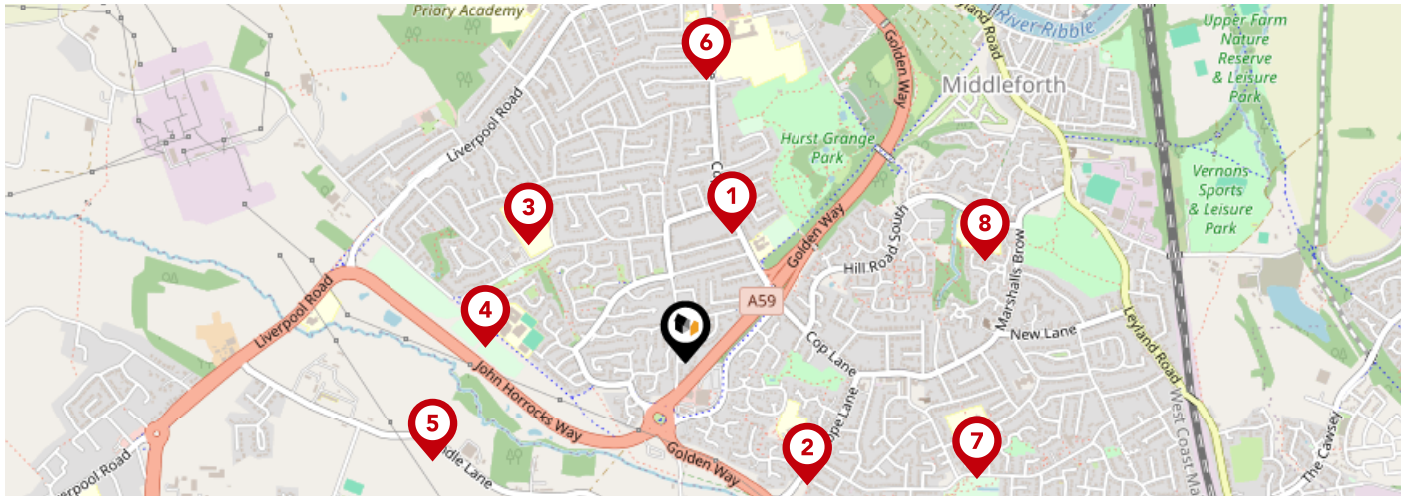 Priory Academy
6
Golden Way
Leyland Road
River Ribble
Upper Farm
Nature
Reserve
& Leisure
Park
Middleforth
Liverpool Road
Hurst Grange
Park
Vernons
Sports
& Leisure
Park
1
3
8
Golden Way
Hill Road South
Marshalls Brow
A59
4
Liverpool Road
New Lane
Cop Lane
Leyland Road
John Horrocks Way
5
2
7
Golden Way
West Coast Ma
The Cawsey